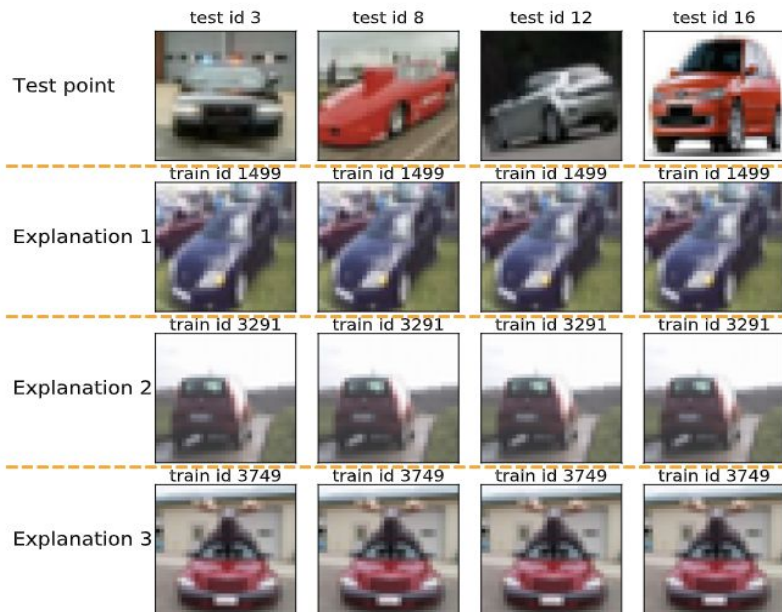 test id 3 test id 8 test id 12 test id 16
Test point
train id 1499 train id 1499 train id 1499 train id 1499
Explanation 1
train id 3291 train id 3291 train id 3291 train id 3291
Explanation 2
train id 3749 train id 3749 train id 3749 train id 3749
Explanation 3